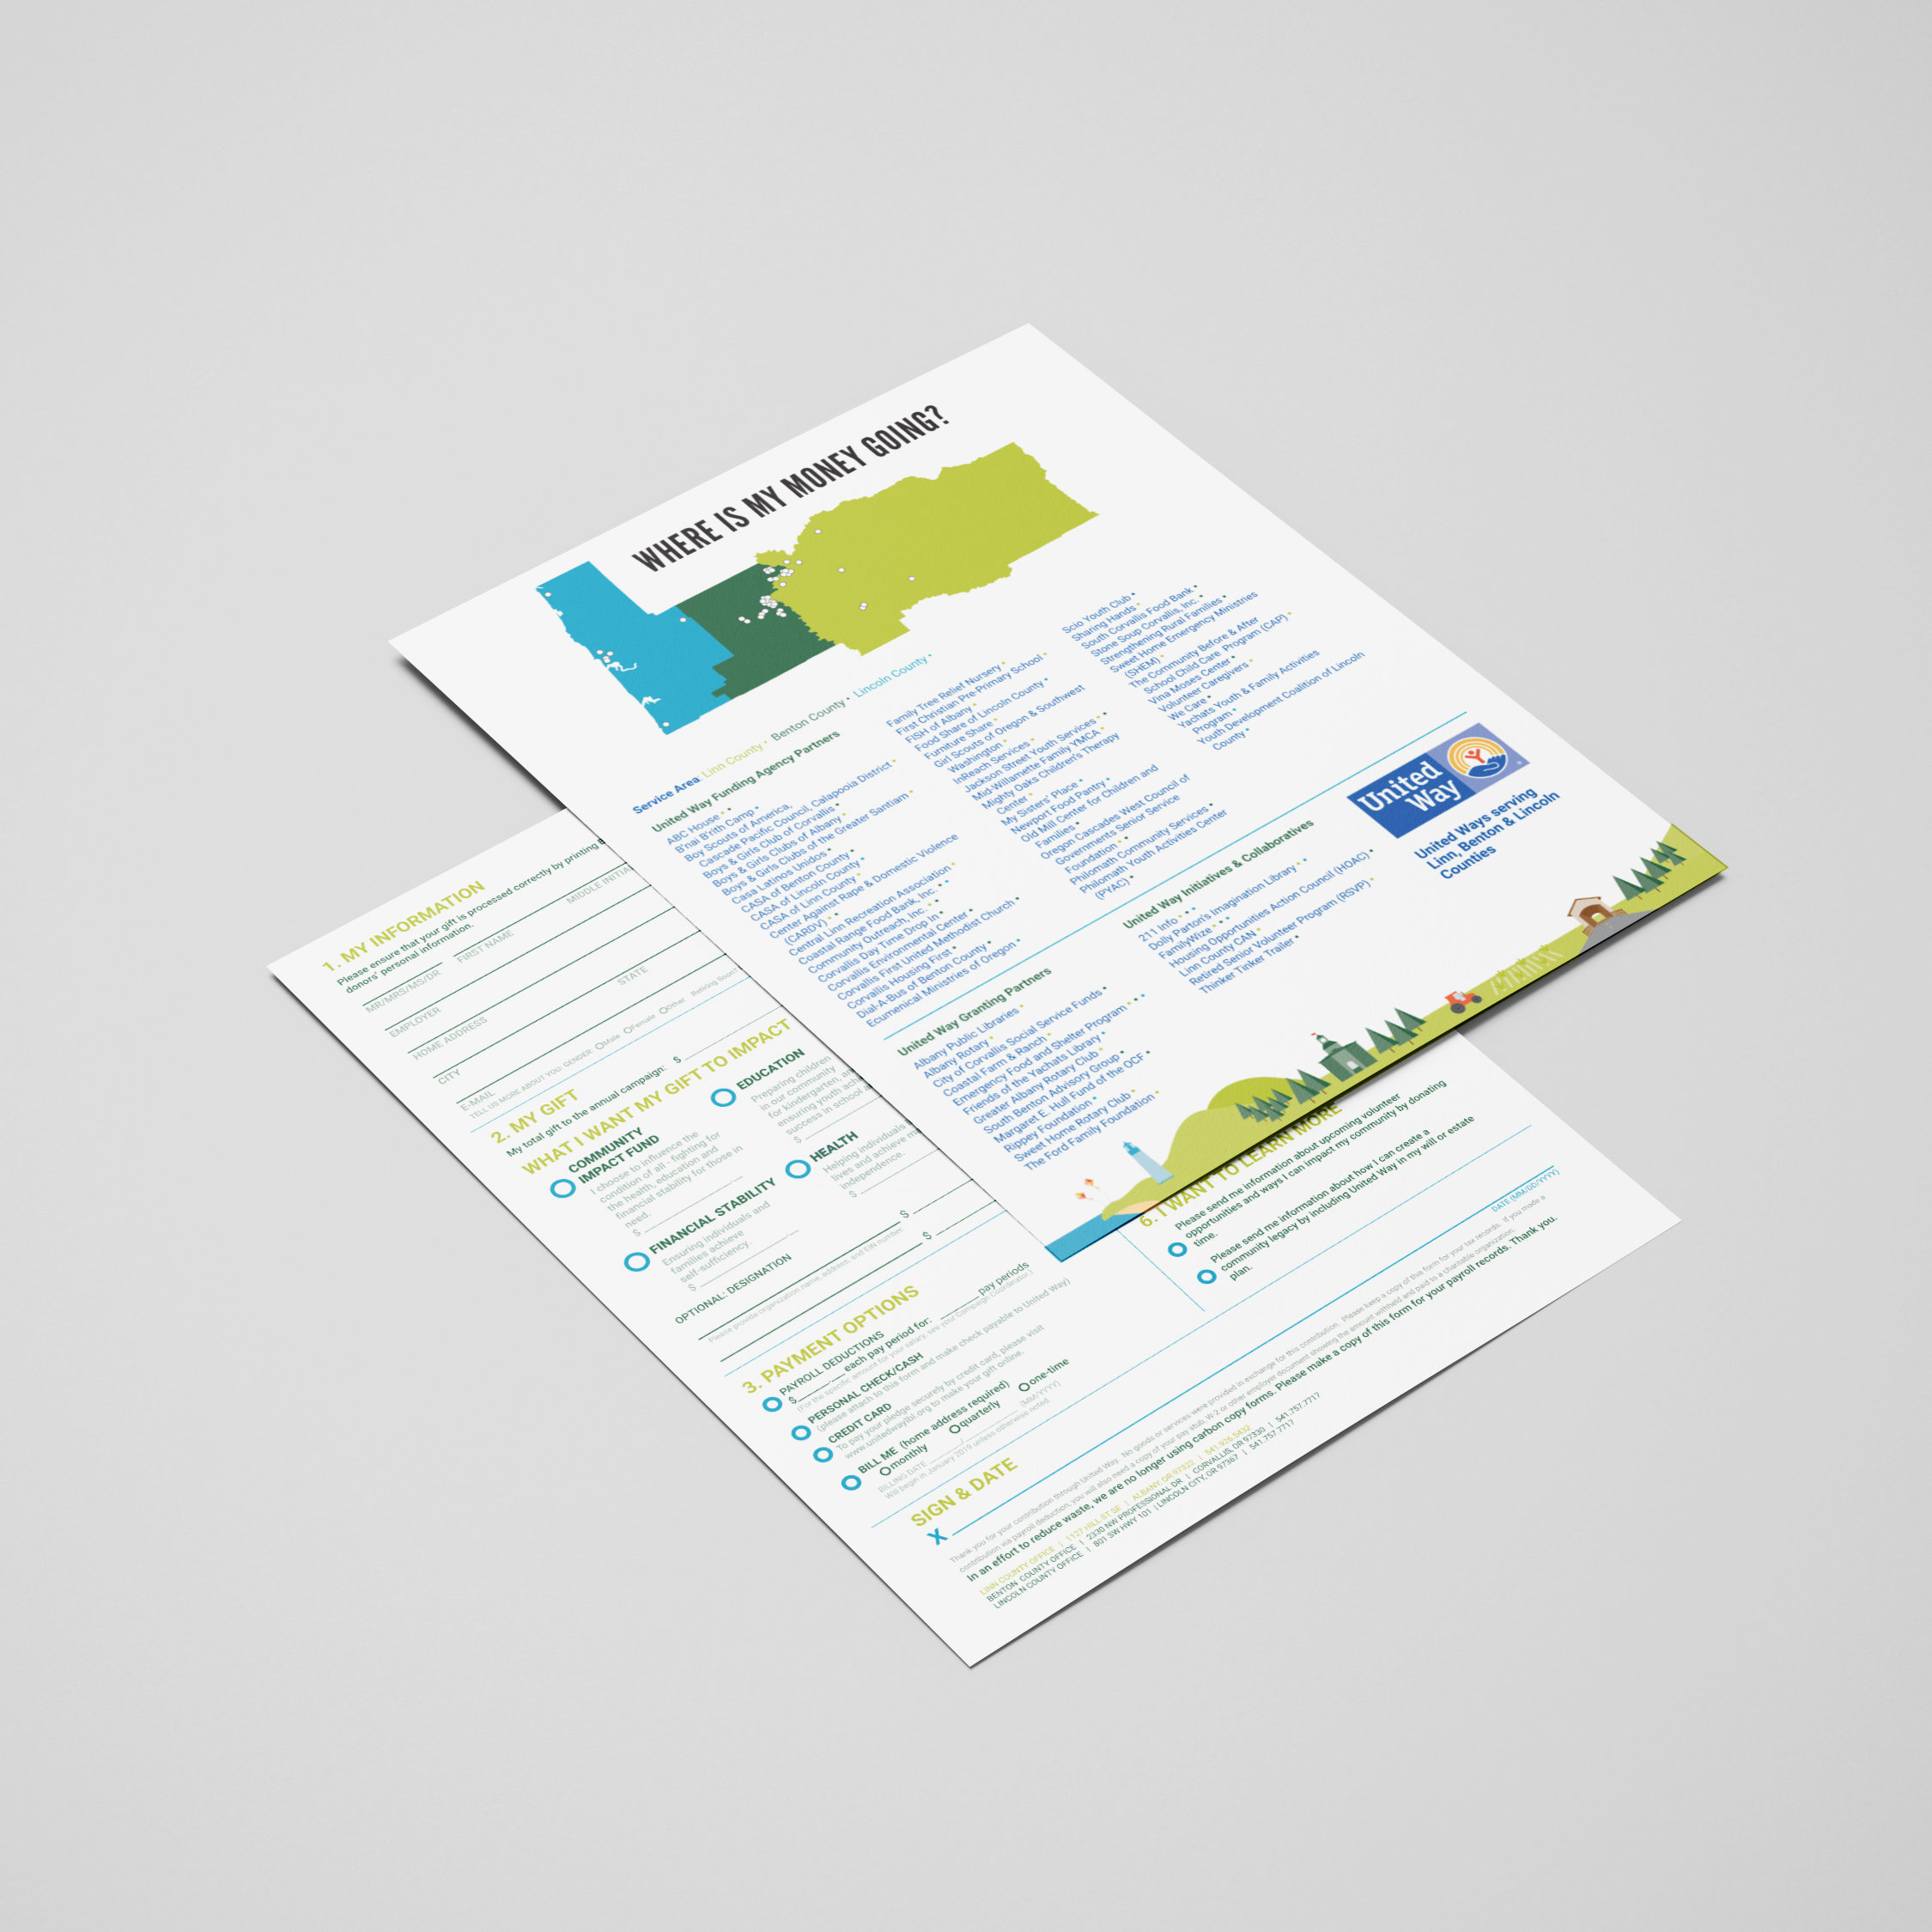 WHERE IS MY MONEY GOING?
Service Area Linn County • Benton County • Lincoln County •
United Way Funding Agency Partners
ABC House • •
B'nai B'rith Camp •
Boy Scouts of America,
Cascade Pacific Council, Calapooia District •
Boys & Girls Club of Corvallis •
Boys & Girls Clubs of Albany •
Boys & Girls Clubs of the Greater Santiam •
Casa Latinos Unidos •
CASA of Benton County •
CASA of Lincoln County •
CASA of Linn County •
Center Against Rape & Domestic Violence
(CARDV) • •
Central Linn Recreation Association •
Coastal Range Food Bank, Inc. • •
Community Outreach, Inc. • •
Corvallis Day Time Drop In •
Corvallis Environmental Center •
Corvallis First United Methodist Church •
Corvallis Housing First •
Dial-A-Bus of Benton County •
Ecumenical Ministries of Oregon •
Family Tree Relief Nursery •
First Christian Pre-Primary School •
FISH of Albany •
Food Share of Lincoln County •
Furniture Share •
Girl Scouts of Oregon & Southwest
Washington •
InReach Services •
Jackson Street Youth Services • •
Mid-Willamette Family YMCA •
Mighty Oaks Children's Therapy
Center •
My Sisters' Place •
Newport Food Pantry •
Old Mill Center for Children and
Families •
Oregon Cascades West Council of
Governments Senior Service
Foundation • •
Philomath Community Services •
Philomath Youth Activities Center
(PYAC) •
Scio Youth Club •
Sharing Hands •
South Corvallis Food Bank •
Stone Soup Corvallis, Inc. •
Strengthening Rural Families •
Sweet Home Emergency Ministries
(SHEM) •
The Community Before & After
School Child Care Program (CAP) •
Vina Moses Center •
Volunteer Caregivers •
We Care •
Yachats Youth & Family Activities
Program •
Youth Development Coalition of Lincoln
County •
United Way Granting Partners
Albany Public Libraries •
Albany Rotary •
City of Corvallis Social Service Funds •
Coastal Farm & Ranch •
Emergency Food and Shelter Program • • •
Friends of the Yachats Library •
Greater Albany Rotary Club •
South Benton Advisory Group •
Margaret E. Hull Fund of the OCF •
Rippey Foundation •
Sweet Home Rotary Club •
The Ford Family Foundation •
United Way Initiatives & Collaboratives
211 Info • • •
Dolly Parton's Imagination Library • •
FamilyWize • • •
Housing Opportunities Action Council (HOAC) •
Linn County CAN •
Retired Senior Volunteer Program (RSVP) •
Thinker Tinker Trailer •
United
Way
United Ways serving
Linn, Benton & Lincoln
Counties
1. MY INFORMATION
Please ensure that your gift is processed correctly by printing
donors' personal information.
MR/MRS/MS/DR FIRST NAME MIDDLE INITIA
EMPLOYER
HOME ADDRESS
CITY STATE
E-MAIL
TELL US MORE ABOUT YOU GENDER: Male Female Other Retiring Soon?
2. MY GIFT
My total gift to the annual campaign: $
WHAT I WANT MY GIFT TO IMPACT
COMMUNITY
IMPACT FUND
I choose to influence the
condition of all - fighting for
the health, education and
financial stability for those in
need.
$
EDUCATION
Preparing children
in our community
for kindergarten,
ensuring youth
success in school
$
FINANCIAL STABILITY
Ensuring individuals and
families achieve
self-sufficiency
$
HEALTH
Helping individuals
lives and achieve
independence.
$
OPTIONAL: DESIGNATION
$
Please provide organization name, address, and EIN number.
$
3. PAYMENT OPTIONS
PAYROLL DEDUCTIONS
$ each pay period for: pay periods
(For the specific amount for your salary, see your Campaign Coordinator.)
PERSONAL CHECK/CASH
(please attach to this form and make check payable to United Way)
CREDIT CARD
To pay your pledge securely by credit card, please visit
www.unitedwaylbl.org to make your gift online.
BILL ME (home address required) one-time
monthly quarterly
BILLING DATE / (MM/YYYY)
Will begin in January 2019 unless otherwise noted.
6. I WANT TO LEARN MORE
Please send me information about upcoming volunteer
opportunities and ways I can impact my community by donating
time.
Please send me information about how I can create a
community legacy by including United Way in my will or estate
plan.
SIGN & DATE
X
DATE (MM/DD/YYYY)
Thank you for your contribution through United Way. No goods or services were provided in exchange for this contribution. Please keep a copy of this form for your tax records. If you made a
contribution via payroll deduction, you will also need a copy of your pay stub, W-2 or other employer document showing the amount withheld and paid to a charitable organization.
In an effort to reduce waste, we are no longer using carbon copy forms. Please make a copy of this form for your payroll records. Thank you.
LINN COUNTY OFFICE | 1127 HILL ST SE | ALBANY, OR 97322 | 541.926.5432
BENTON COUNTY OFFICE | 2330 NW PROFESSIONAL DR | CORVALLIS, OR 97330 | 541.757.7717
LINCOLN COUNTY OFFICE | 801 SW HWY 101 | LINCOLN CITY, OR 97367 | 541.757.7717